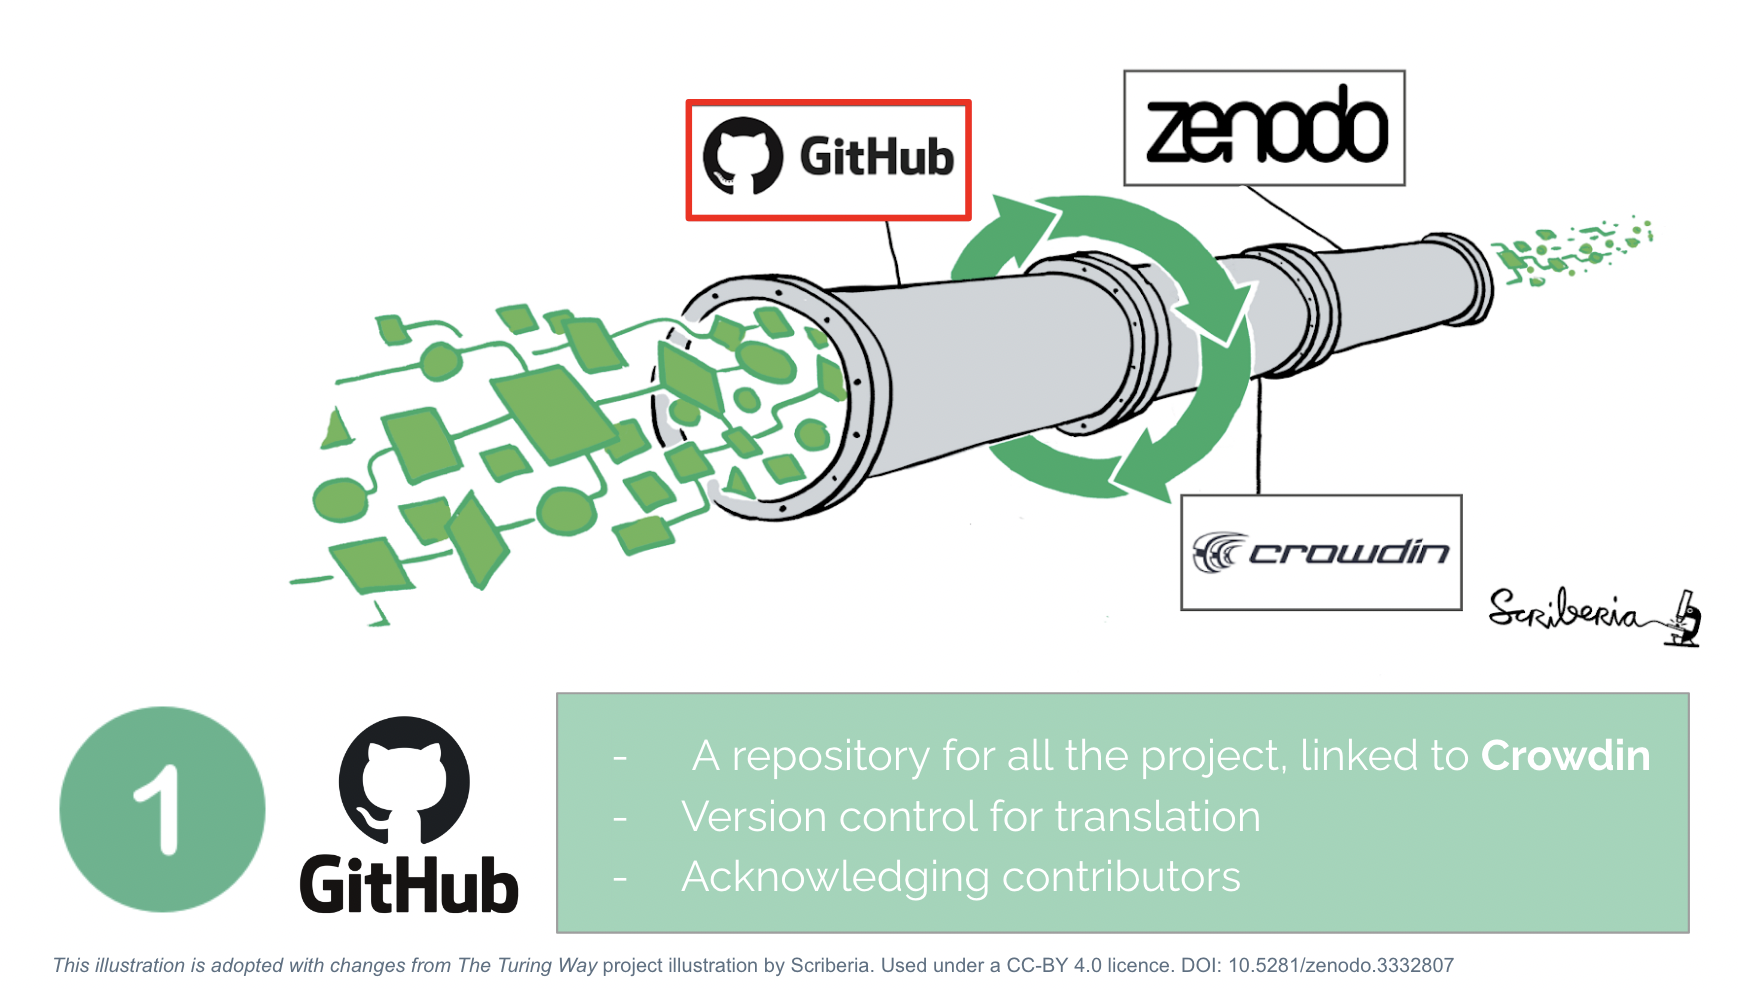 zenodo
GitHub
crowdin
Scriberia
1
GitHub
- A repository for all the project, linked to Crowdin
- Version control for translation
- Acknowledging contributors
This illustration is adopted with changes from The Turing Way project illustration by Scriberia. Used under a CC-BY 4.0 licence. DOI: 10.5281/zenodo.3332807